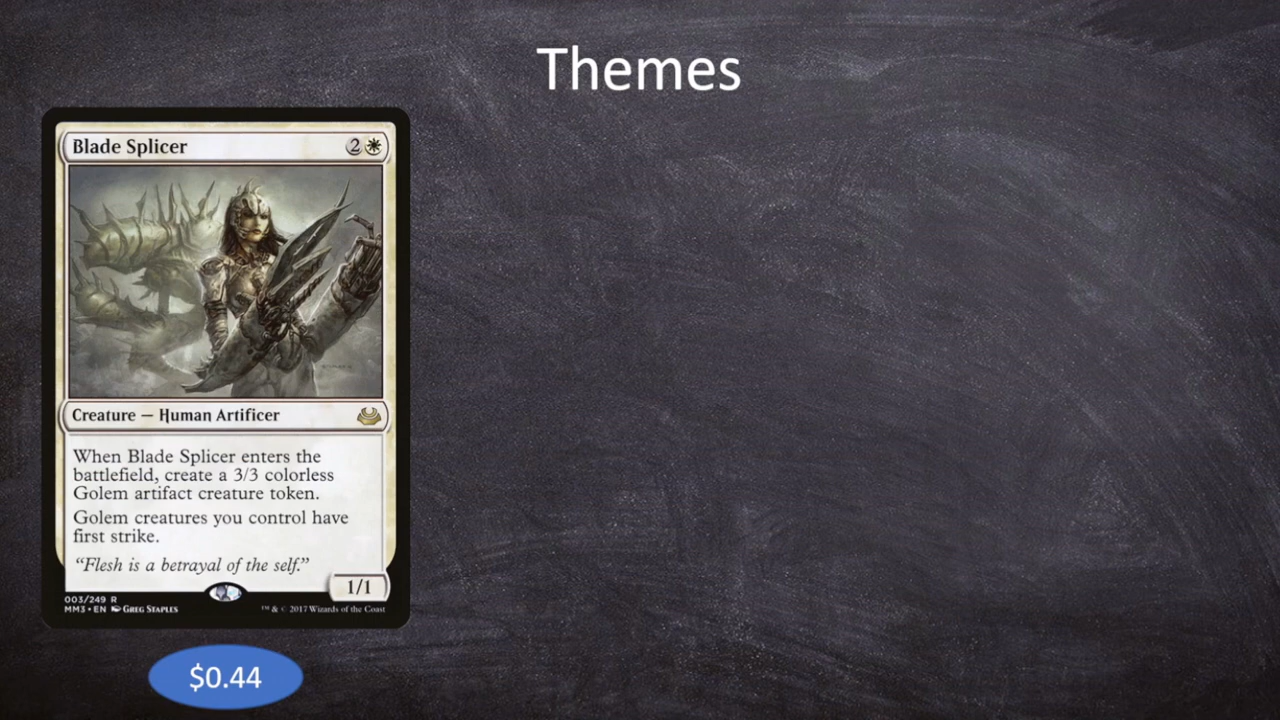 Themes
Blade Splicer 2
Creature — Human Artificer
When Blade Splicer enters the
battlefield, create a 3/3 colorless
Golem artifact creature token.
Golem creatures you control have
first strike.
“Flesh is a betrayal of the self.”
1/1
003/249 R
MM3 • EN Greg Staples
™ & © 2017 Wizards of the Coast
$0.44